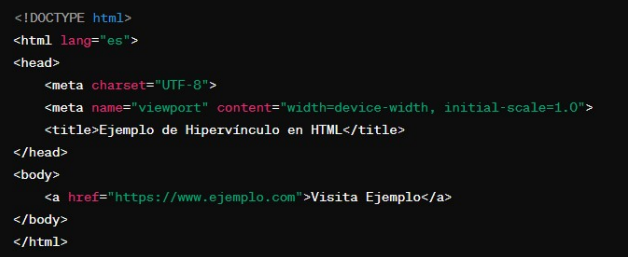 <!DOCTYPE html>
<html lang="es">
<head>
    <meta charset="UTF-8">
    <meta name="viewport" content="width=device-width, initial-scale=1.0">
    <title>Ejemplo de Hipervínculo en HTML</title>
</head>
<body>
    <a href="https://www.ejemplo.com">Visita Ejemplo</a>
</body>
</html>